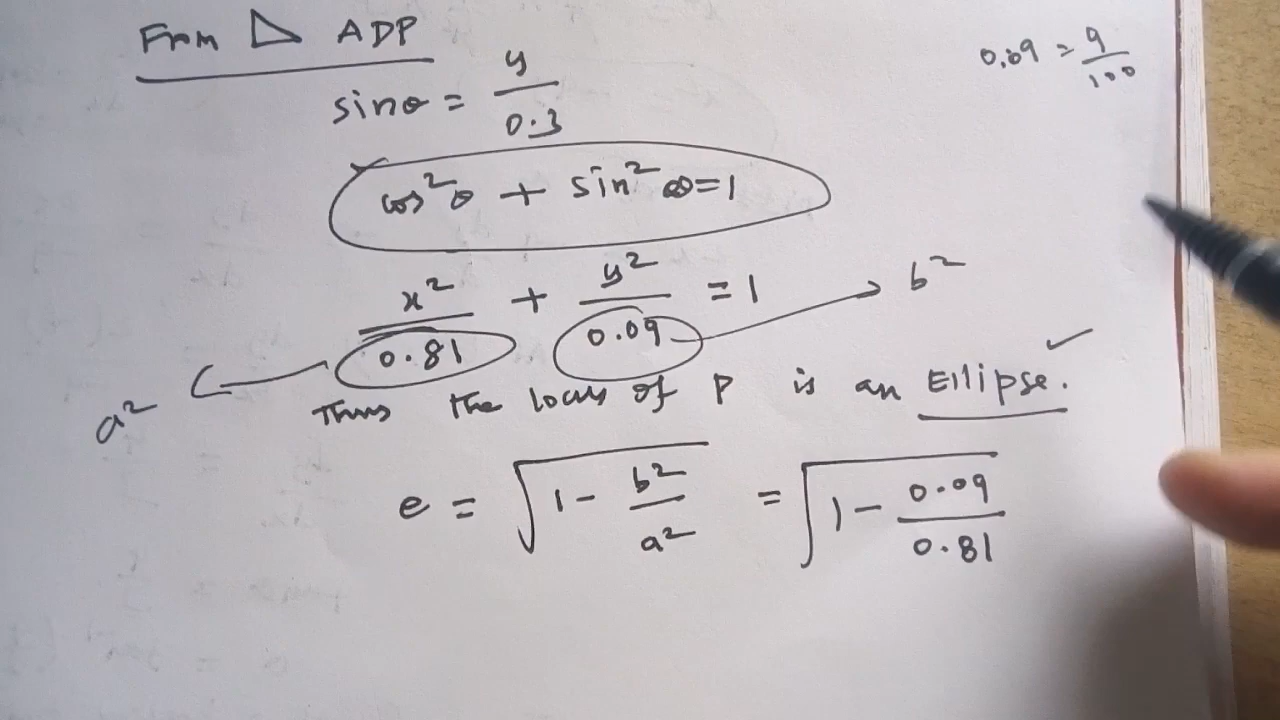 From △ ADP
0.09 = 9/100
sinθ = y/0.3
cos²θ + sin²θ = 1
x²/0.81 + y²/0.09 = 1
b²
a²
Thus the locus of P is an Ellipse. ✓
e = √(1 - b²/a²) = √(1 - 0.09/0.81)